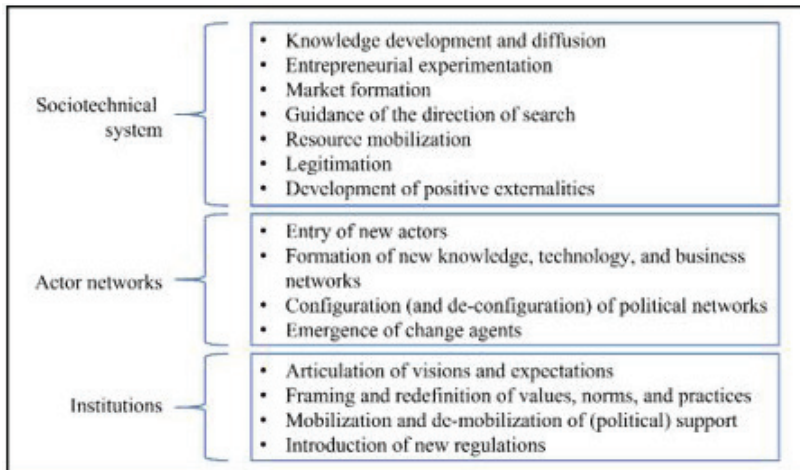 Sociotechnical
system
• Knowledge development and diffusion
• Entrepreneurial experimentation
• Market formation
• Guidance of the direction of search
• Resource mobilization
• Legitimation
• Development of positive externalities
Actor networks
• Entry of new actors
• Formation of new knowledge, technology, and business
networks
• Configuration (and de-configuration) of political networks
• Emergence of change agents
Institutions
• Articulation of visions and expectations
• Framing and redefinition of values, norms, and practices
• Mobilization and de-mobilization of (political) support
• Introduction of new regulations